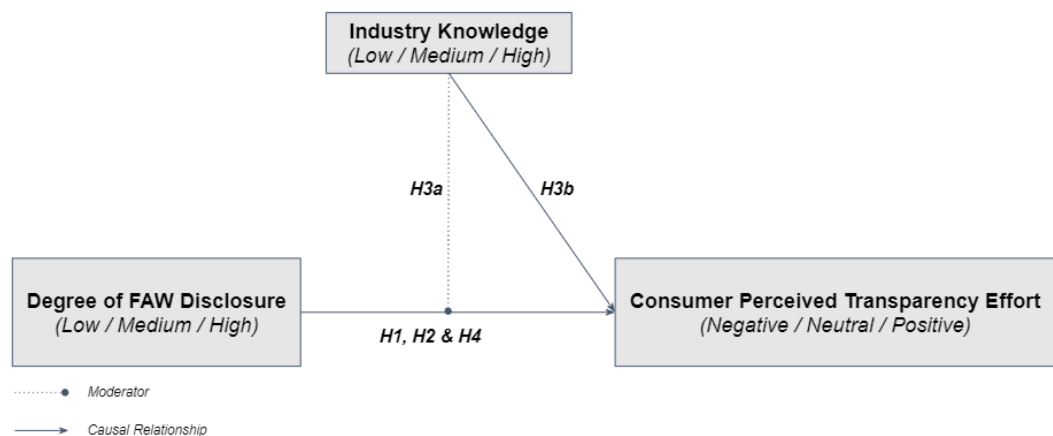 Industry Knowledge
(Low / Medium / High)
H3a
H3b
Degree of FAW Disclosure
(Low / Medium / High)
Consumer Perceived Transparency Effort
(Negative / Neutral / Positive)
H1, H2 & H4
Moderator
Causal Relationship